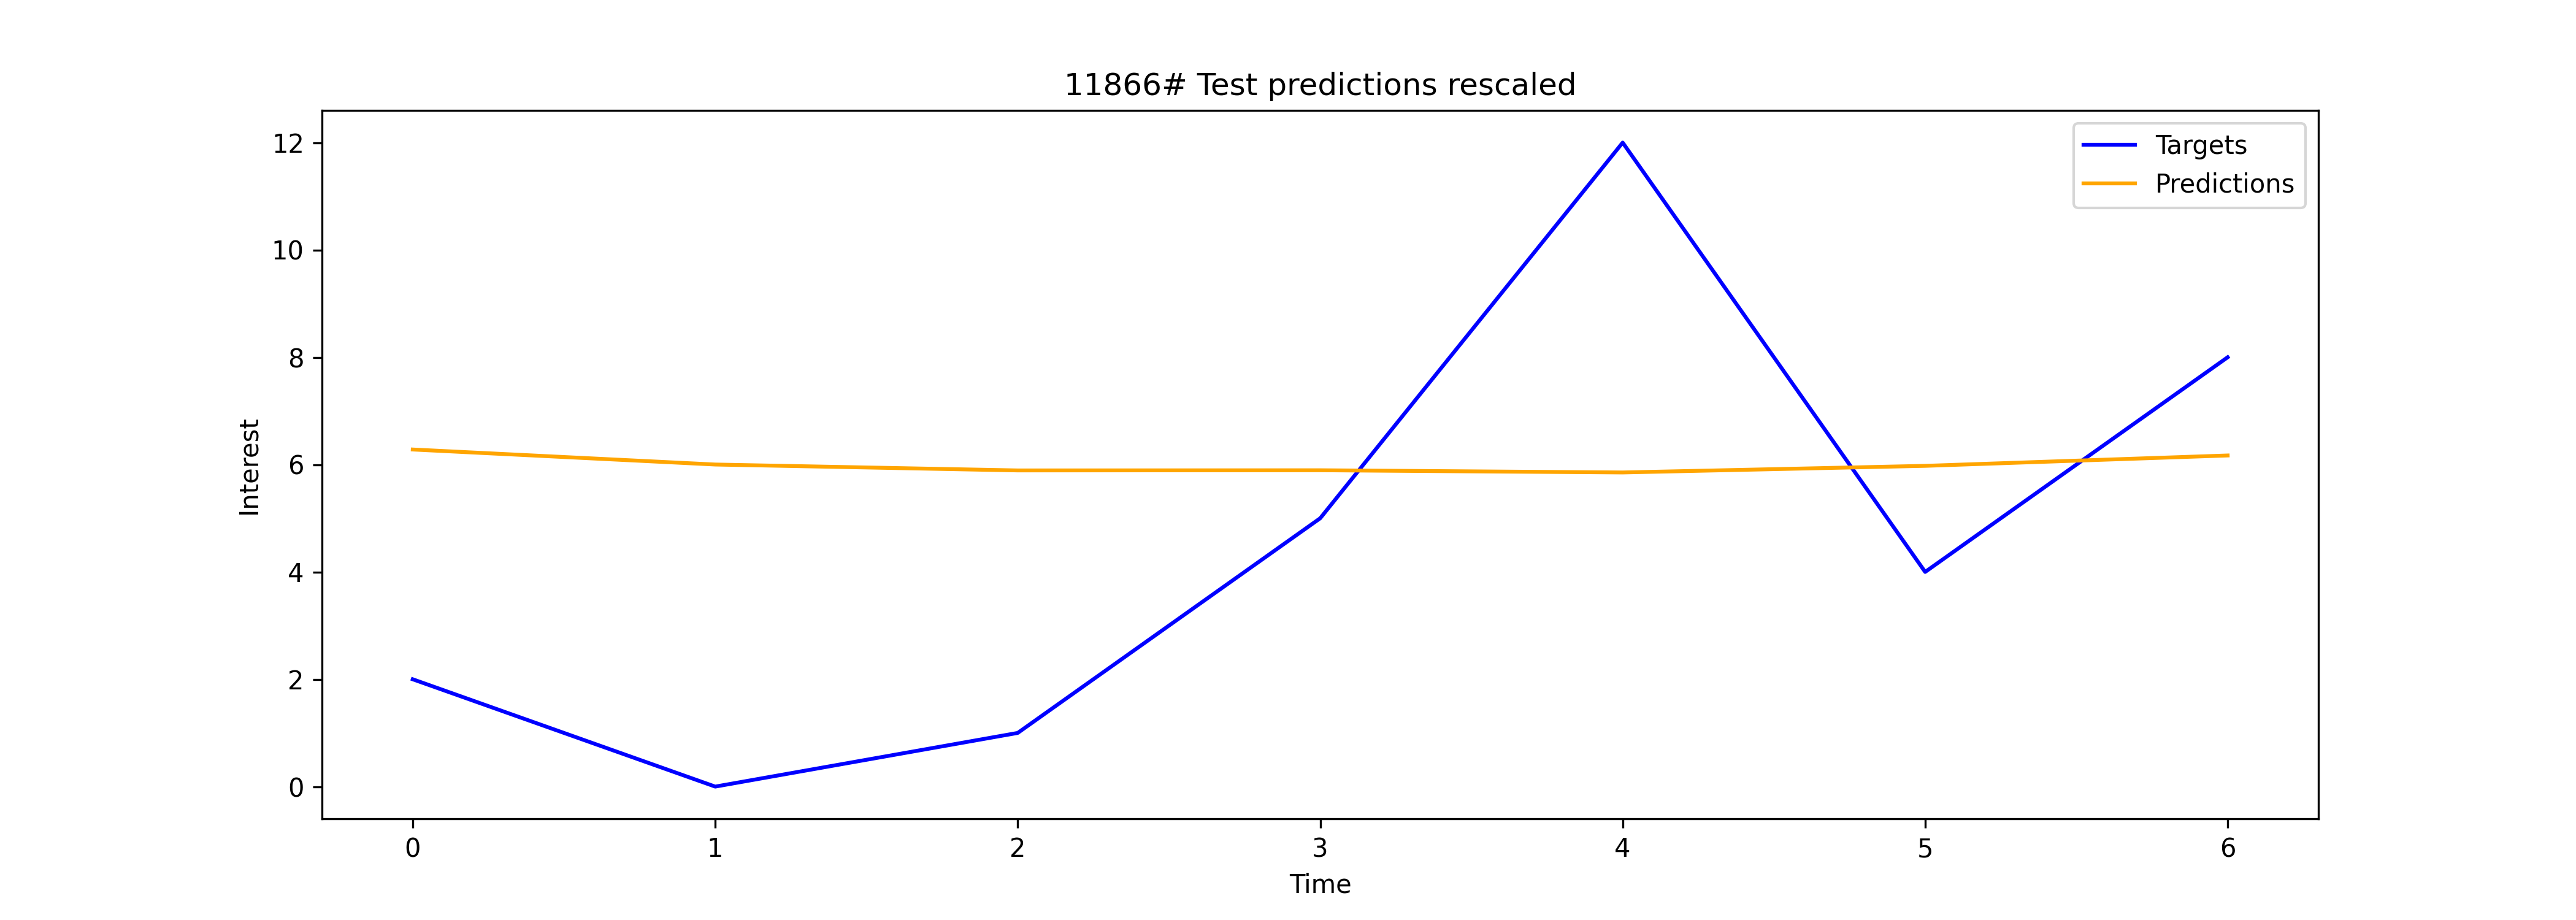 11866# Test predictions rescaled
Targets
Predictions
12
10
8
6
4
2
0
Interest
0 1 2 3 4 5 6
Time